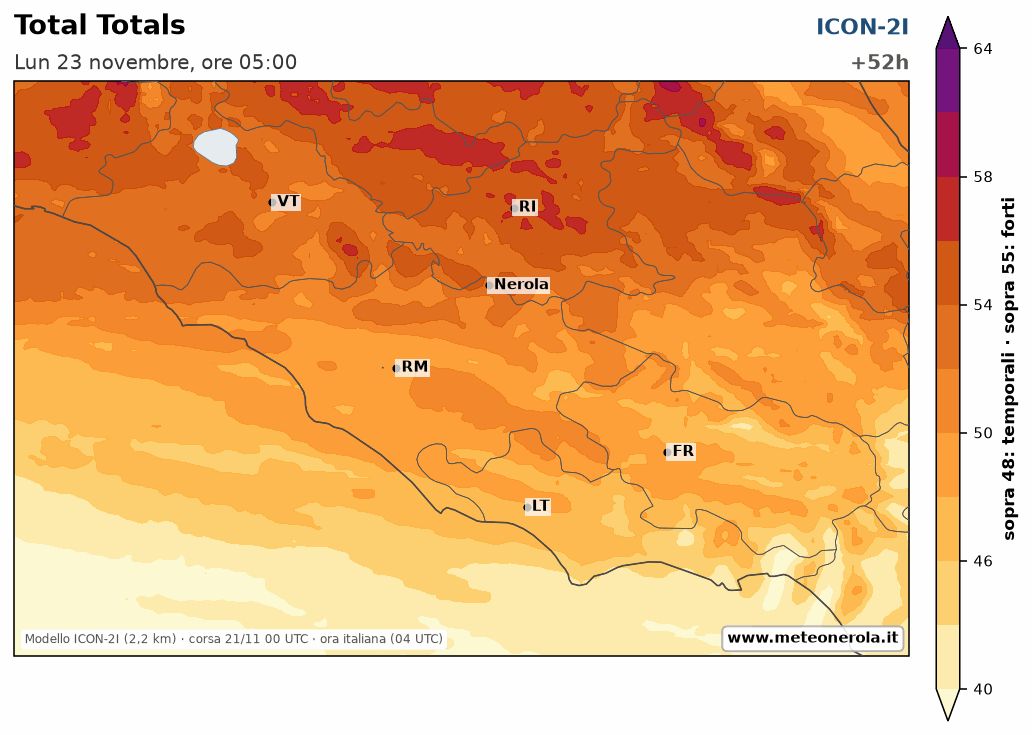 Total Totals
ICON-2I
Lun 23 novembre, ore 05:00
+52h
64
58
54
50
46
40
sopra 48: temporali · sopra 55: forti
VT
RI
Nerola
RM
FR
LT
Modello ICON-2I (2,2 km) · corsa 21/11 00 UTC · ora italiana (04 UTC)
www.meteonerola.it